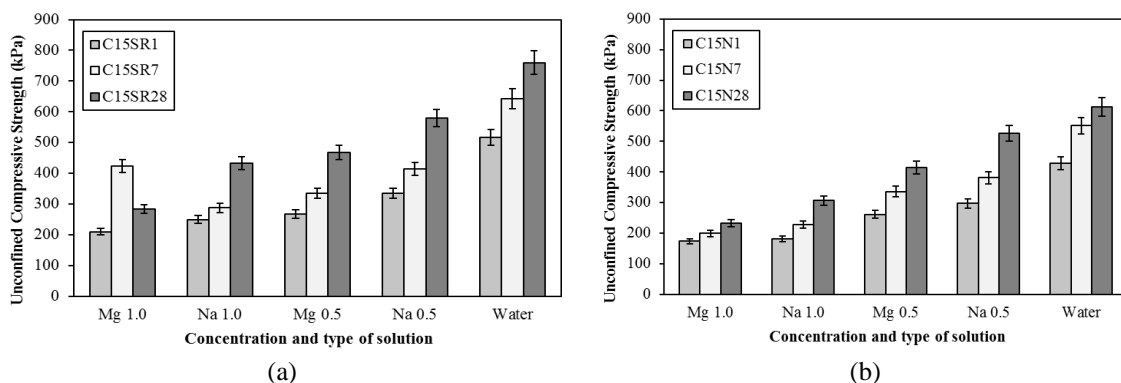 Unconfined Compressive Strength (kPa)
900
800
700
600
500
400
300
200
100
0
C15SR1
C15SR7
C15SR28
Mg 1.0 Na 1.0 Mg 0.5 Na 0.5 Water
Concentration and type of solution
(a)
Unconfined Compressive Strength (kPa)
900
800
700
600
500
400
300
200
100
0
C15N1
C15N7
C15N28
Mg 1.0 Na 1.0 Mg 0.5 Na 0.5 Water
Concentration and type of solution
(b)